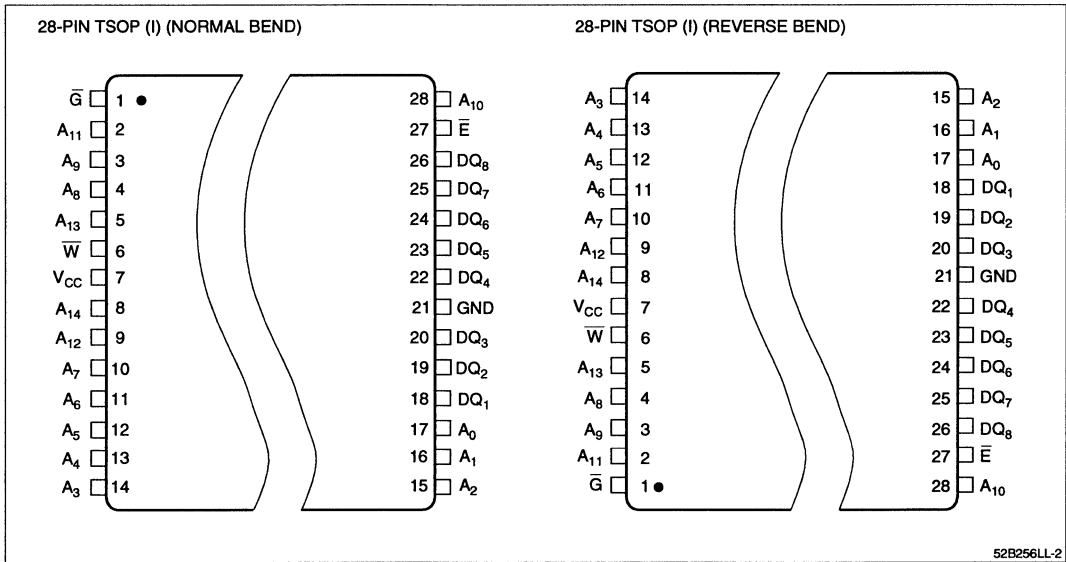 28-PIN TSOP (I) (NORMAL BEND)
28-PIN TSOP (I) (REVERSE BEND)
G̅ 1 28 A10
A11 2 27 E̅
A9 3 26 DQ8
A8 4 25 DQ7
A13 5 24 DQ6
W̅ 6 23 DQ5
VCC 7 22 DQ4
A14 8 21 GND
A12 9 20 DQ3
A7 10 19 DQ2
A6 11 18 DQ1
A5 12 17 A0
A4 13 16 A1
A3 14 15 A2
A3 14 15 A2
A4 13 16 A1
A5 12 17 A0
A6 11 18 DQ1
A7 10 19 DQ2
A12 9 20 DQ3
A14 8 21 GND
VCC 7 22 DQ4
W̅ 6 23 DQ5
A13 5 24 DQ6
A8 4 25 DQ7
A9 3 26 DQ8
A11 2 27 E̅
G̅ 1 28 A10
52B256LL-2